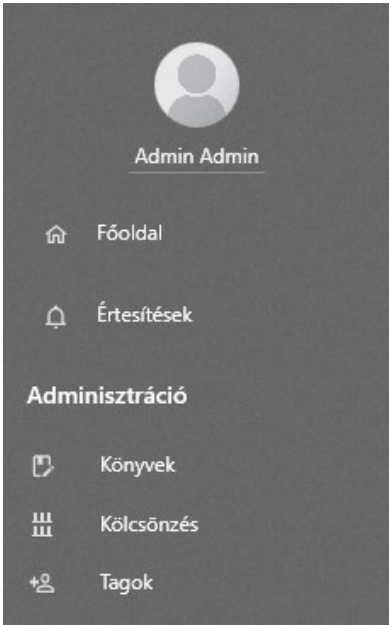 Admin Admin
Főoldal
Értesítések
Adminisztráció
Könyvek
Kölcsönzés
Tagok